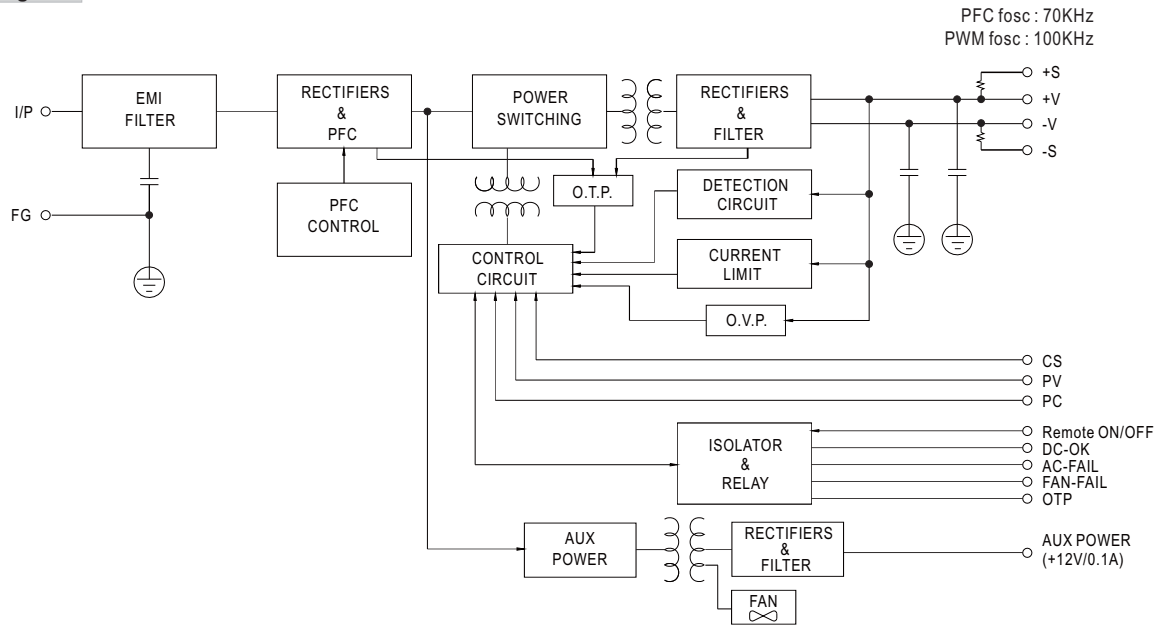 PFC fosc : 70KHz
PWM fosc : 100KHz
I/P
EMI
FILTER
RECTIFIERS
&
PFC
POWER
SWITCHING
RECTIFIERS
&
FILTER
+S
+V
-V
-S
FG
PFC
CONTROL
O.T.P.
DETECTION
CIRCUIT
CONTROL
CIRCUIT
CURRENT
LIMIT
O.V.P.
CS
PV
PC
ISOLATOR
&
RELAY
Remote ON/OFF
DC-OK
AC-FAIL
FAN-FAIL
OTP
AUX
POWER
RECTIFIERS
&
FILTER
AUX POWER
(+12V/0.1A)
FAN